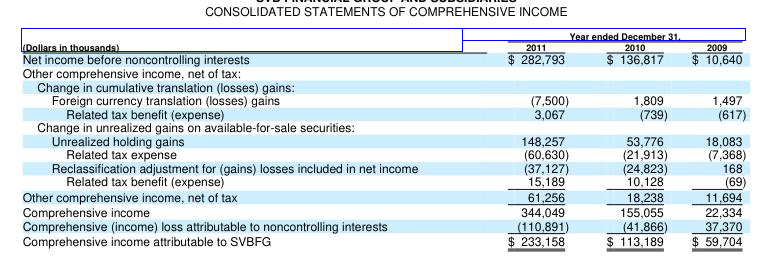 SVB FINANCIAL GROUP AND SUBSIDIARIES
CONSOLIDATED STATEMENTS OF COMPREHENSIVE INCOME
Year ended December 31,
(Dollars in thousands) 2011 2010 2009
Net income before noncontrolling interests $ 282,793 $ 136,817 $ 10,640
Other comprehensive income, net of tax:
Change in cumulative translation (losses) gains:
Foreign currency translation (losses) gains (7,500) 1,809 1,497
Related tax benefit (expense) 3,067 (739) (617)
Change in unrealized gains on available-for-sale securities:
Unrealized holding gains 148,257 53,776 18,083
Related tax expense (60,630) (21,913) (7,368)
Reclassification adjustment for (gains) losses included in net income (37,127) (24,823) 168
Related tax benefit (expense) 15,189 10,128 (69)
Other comprehensive income, net of tax 61,256 18,238 11,694
Comprehensive income 344,049 155,055 22,334
Comprehensive (income) loss attributable to noncontrolling interests (110,891) (41,866) 37,370
Comprehensive income attributable to SVBFG $ 233,158 $ 113,189 $ 59,704